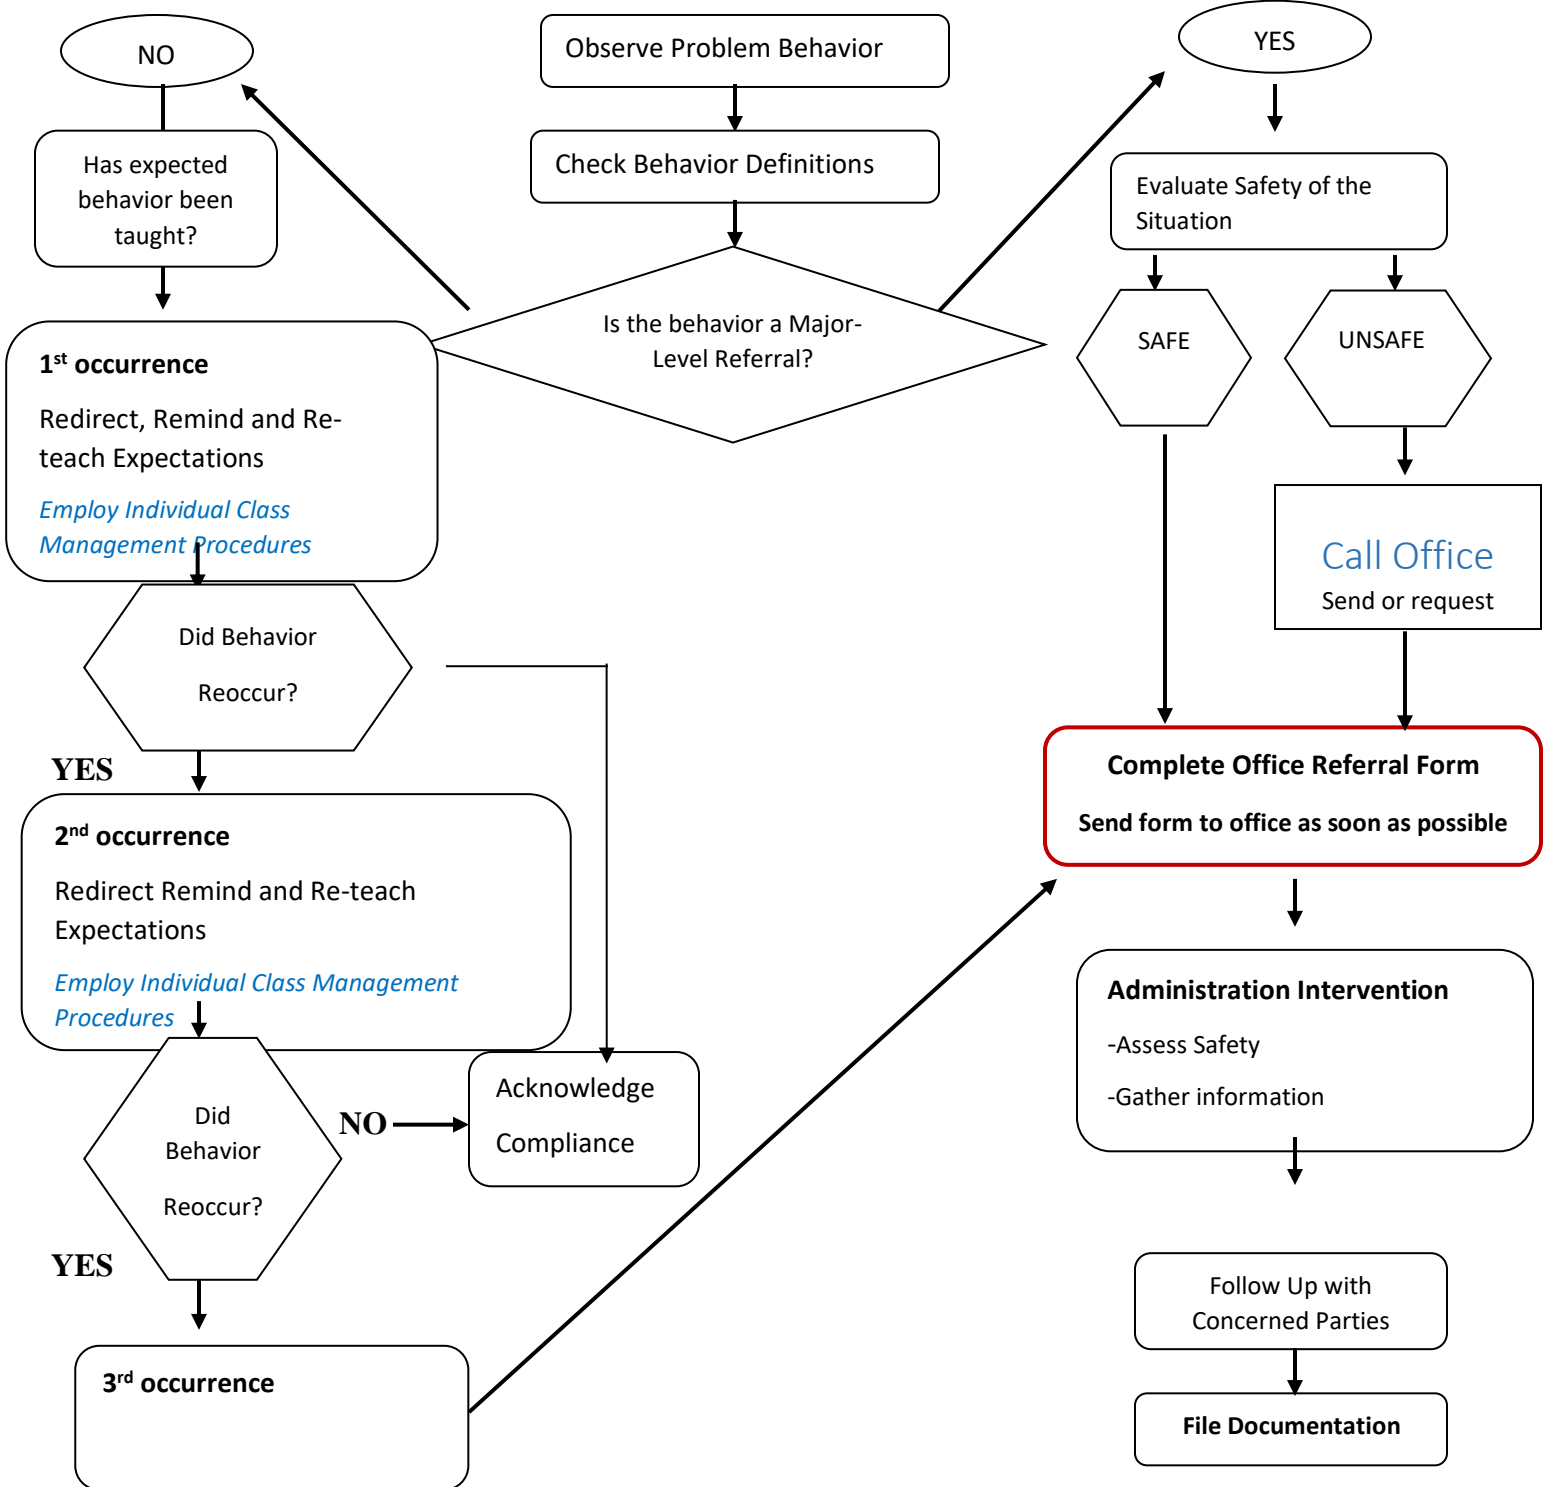 NO
Observe Problem Behavior
YES
Has expected
behavior been
taught?
Check Behavior Definitions
Evaluate Safety of the
Situation
Is the behavior a Major-
Level Referral?
SAFE
UNSAFE
1st occurrence
Redirect, Remind and Re-
teach Expectations
Employ Individual Class
Management Procedures
Call Office
Send or request
Did Behavior
Reoccur?
YES
Complete Office Referral Form
Send form to office as soon as possible
2nd occurrence
Redirect Remind and Re-teach
Expectations
Employ Individual Class Management
Procedures
Administration Intervention
-Assess Safety
-Gather information
Did
Behavior
Reoccur?
NO
Acknowledge
Compliance
YES
Follow Up with
Concerned Parties
3rd occurrence
File Documentation